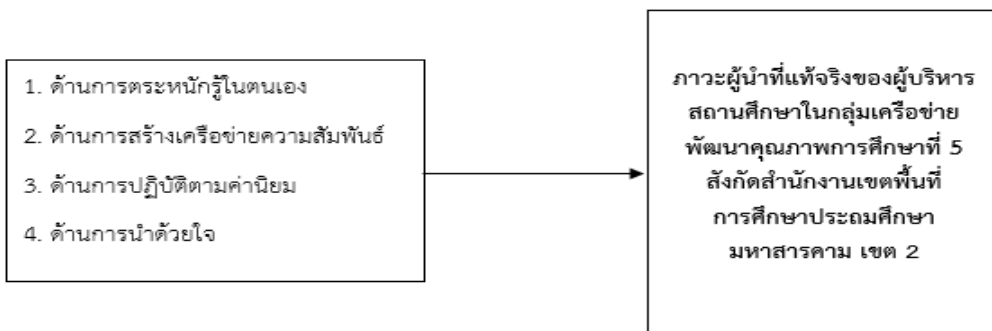 1. ด้านการตระหนักรู้ในตนเอง
2. ด้านการสร้างเครือข่ายความสัมพันธ์
3. ด้านการปฏิบัติตามค่านิยม
4. ด้านการนำด้วยใจ
ภาวะผู้นำที่แท้จริงของผู้บริหาร
สถานศึกษาในกลุ่มเครือข่าย
พัฒนาคุณภาพการศึกษาที่ 5
สังกัดสำนักงานเขตพื้นที่
การศึกษาประถมศึกษา
มหาสารคาม เขต 2